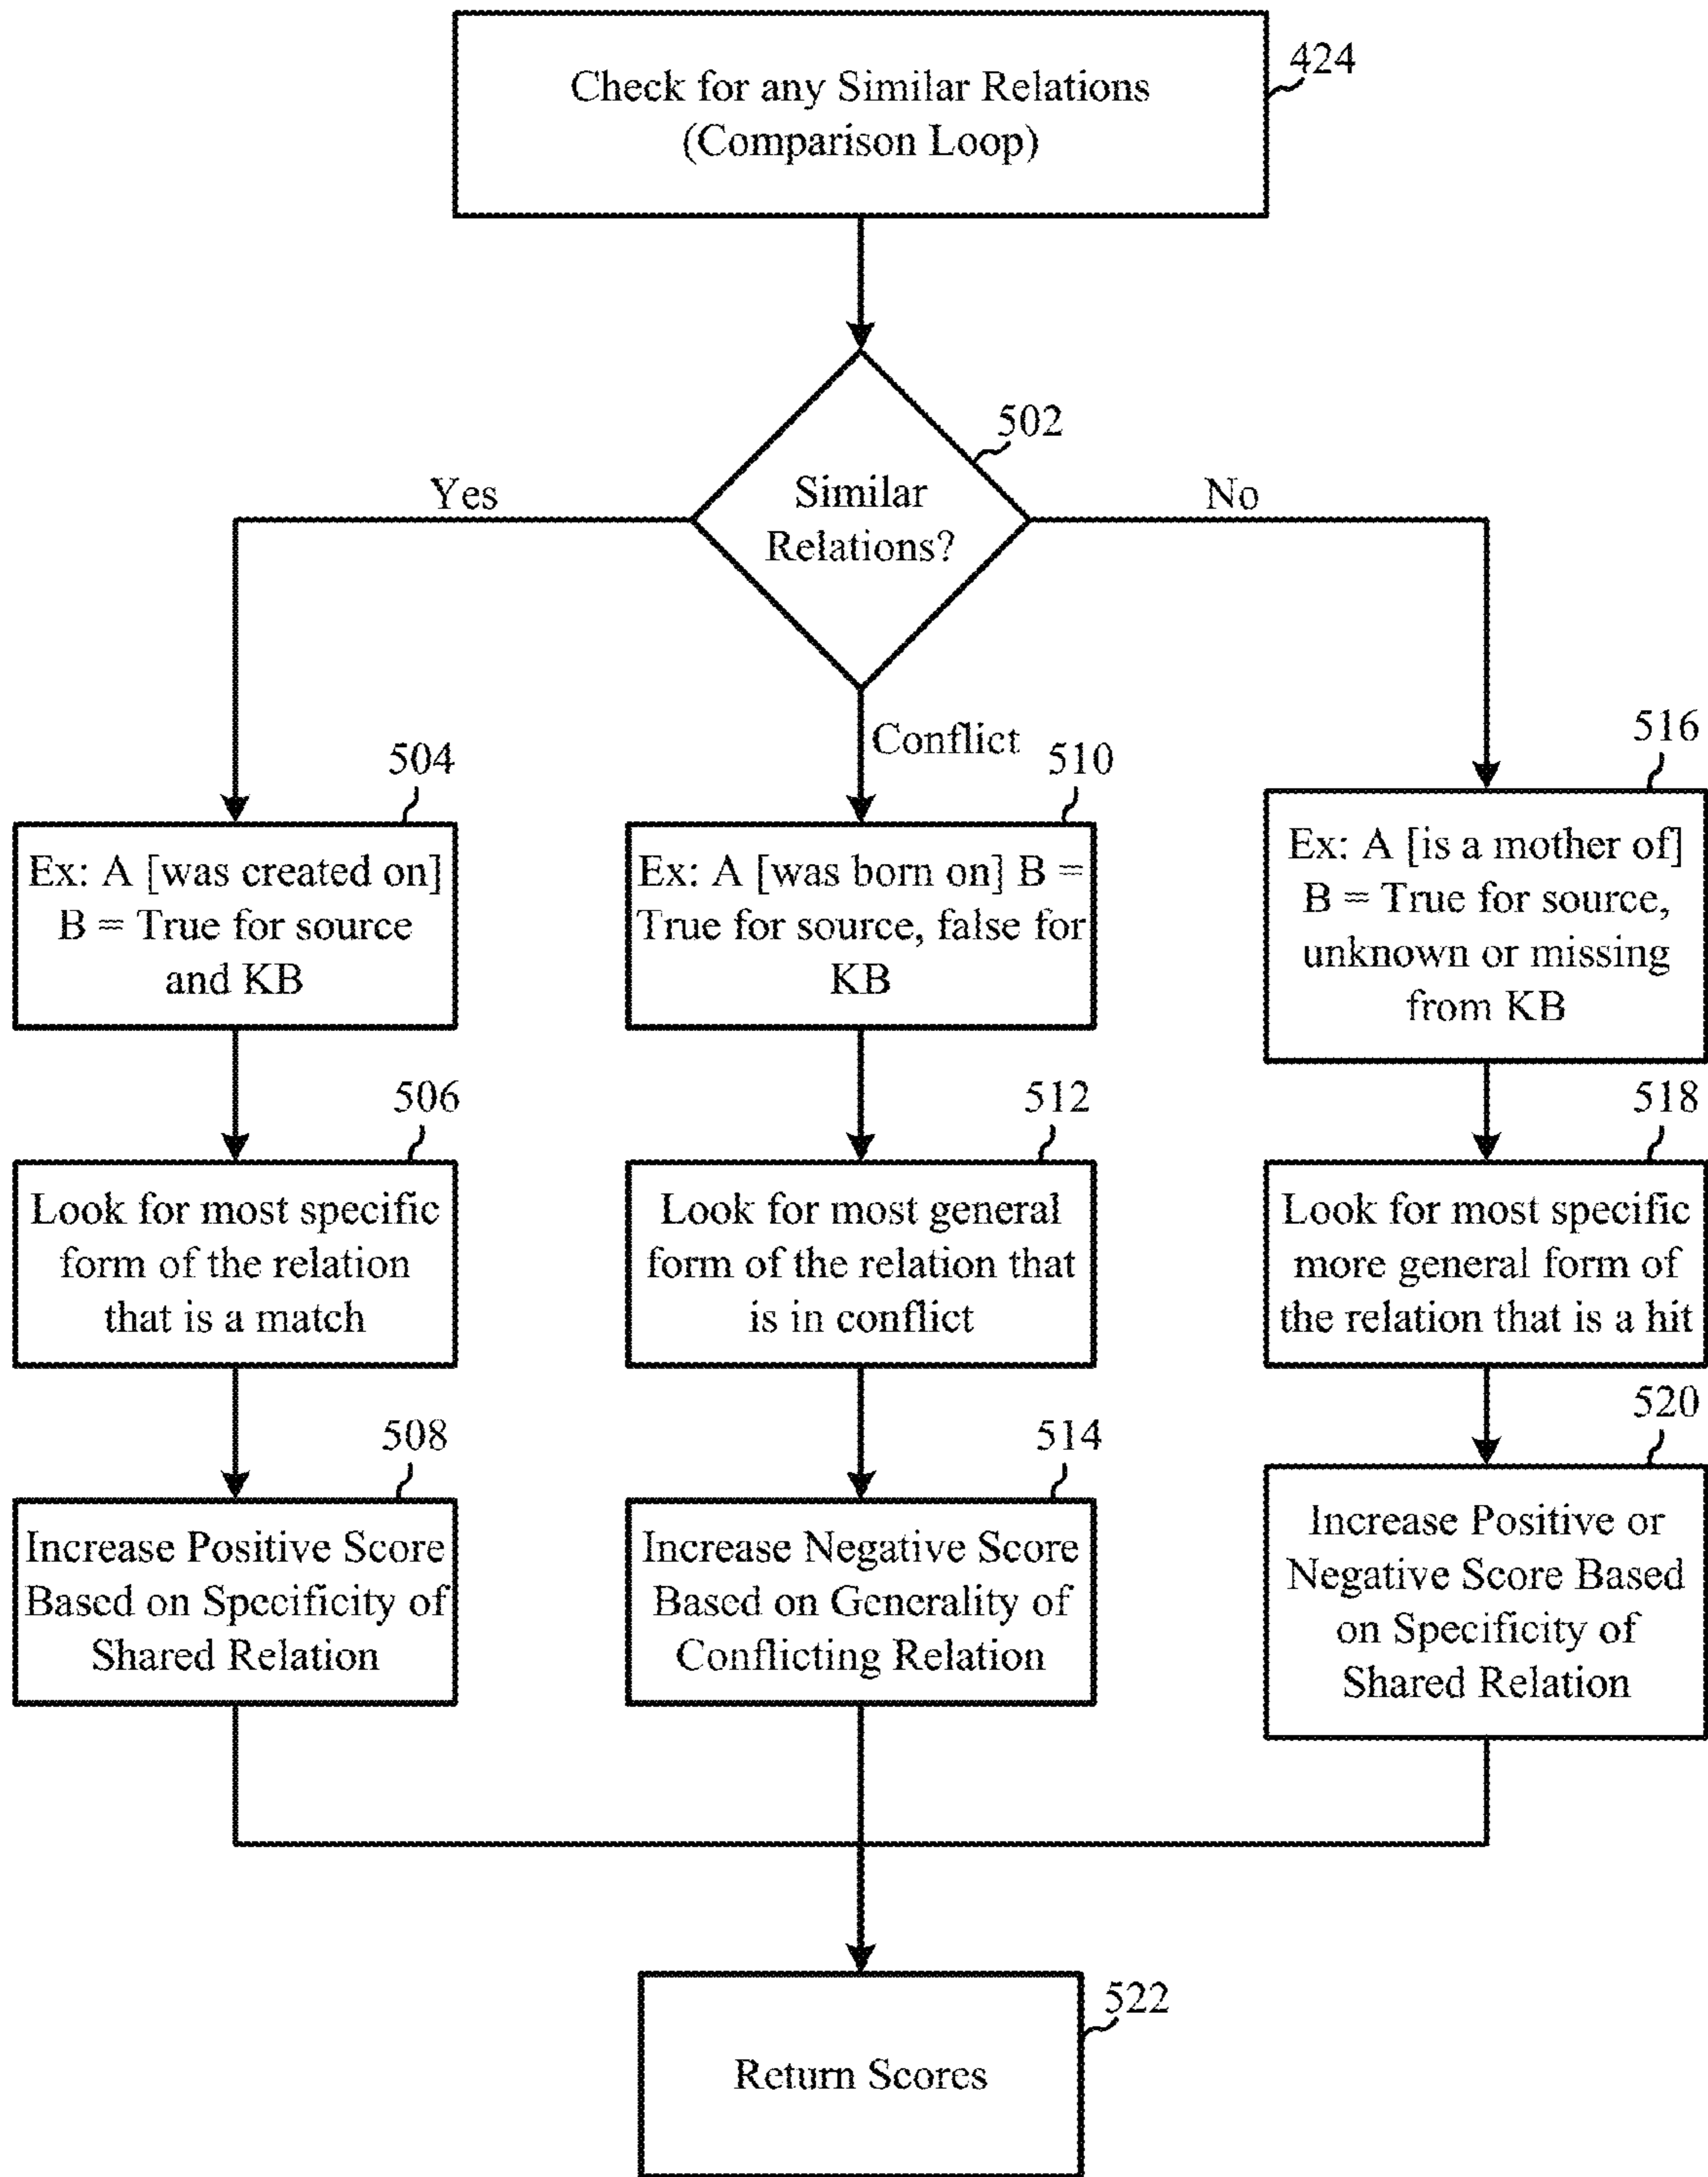 Check for any Similar Relations
(Comparison Loop)
424
502
Similar
Relations?
Yes
No
Conflict
504
Ex: A [was created on]
B = True for source
and KB
510
Ex: A [was born on] B =
True for source, false for
KB
516
Ex: A [is a mother of]
B = True for source,
unknown or missing
from KB
506
Look for most specific
form of the relation
that is a match
512
Look for most general
form of the relation that
is in conflict
518
Look for most specific
more general form of
the relation that is a hit
508
Increase Positive Score
Based on Specificity of
Shared Relation
514
Increase Negative Score
Based on Generality of
Conflicting Relation
520
Increase Positive or
Negative Score Based
on Specificity of
Shared Relation
522
Return Scores